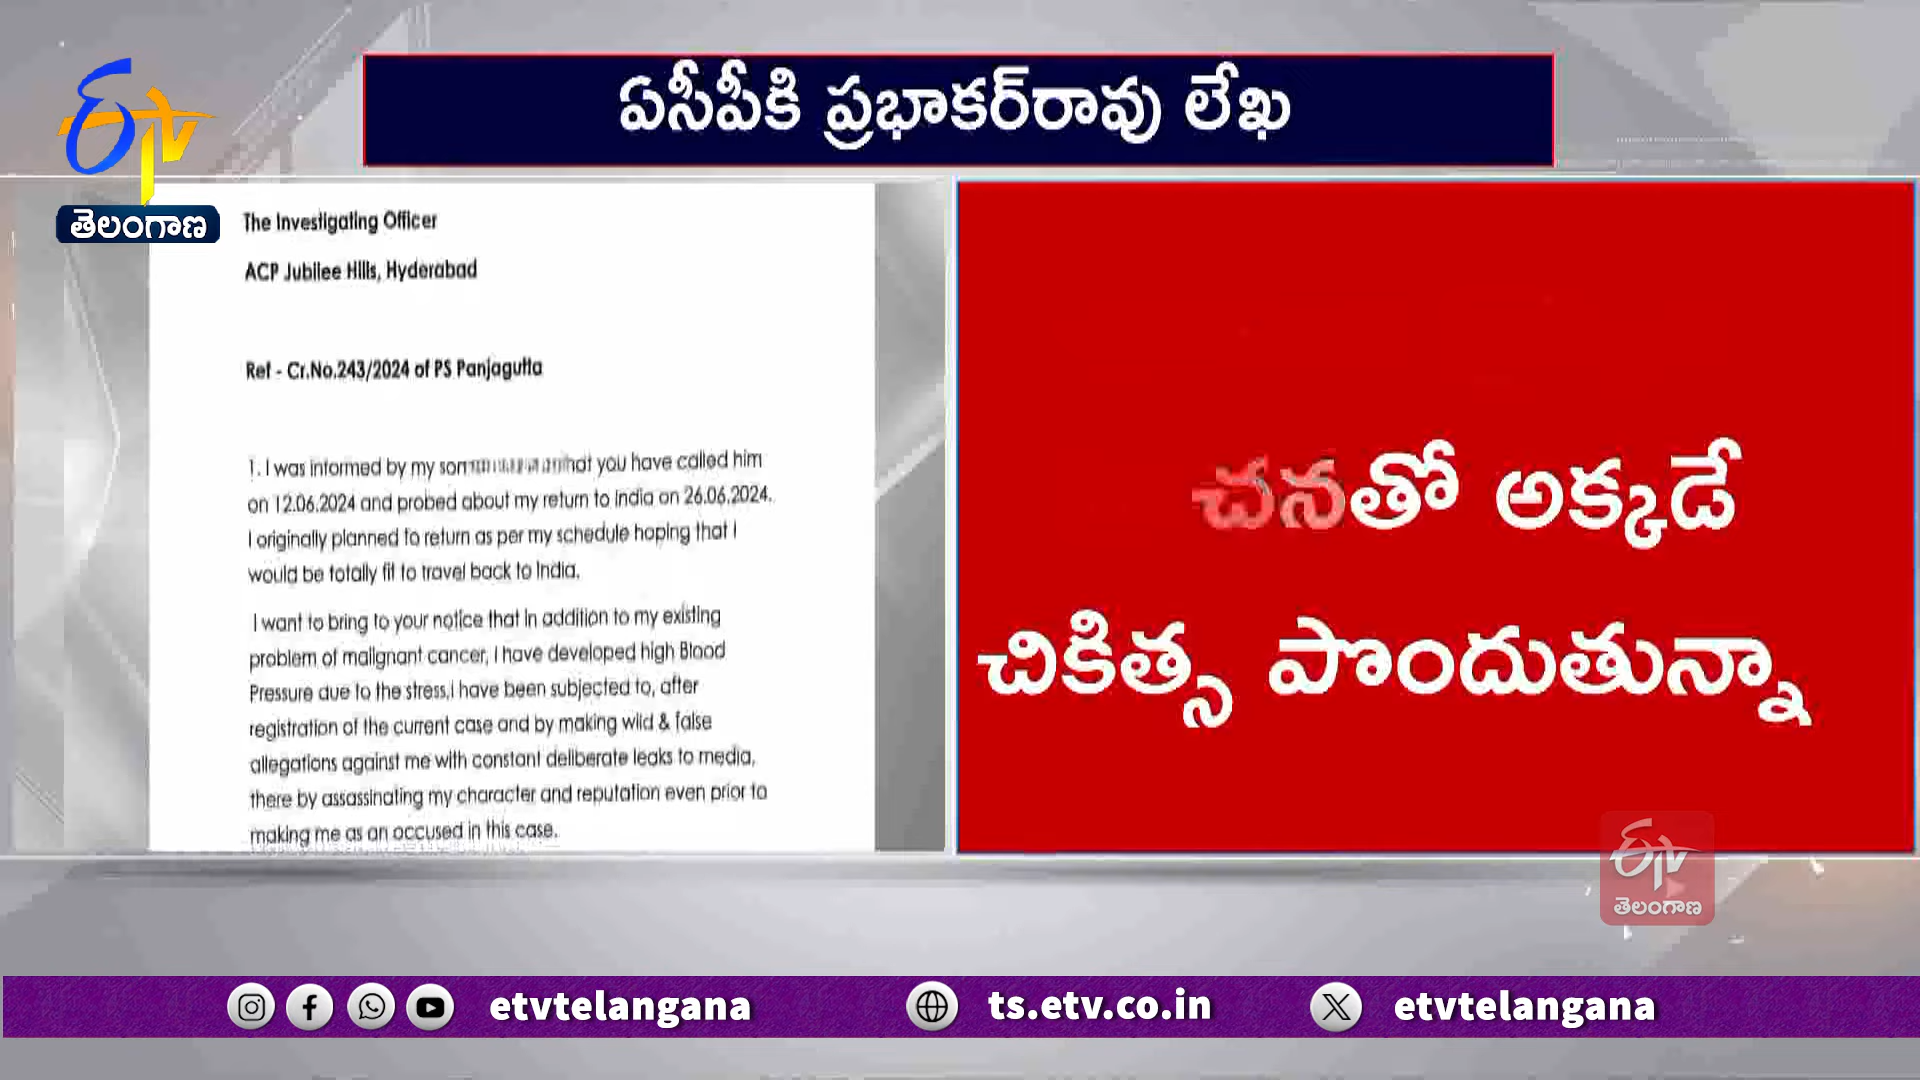 ఏసీపీకి ప్రభాకర్‌రావు లేఖ
ETV
తెలంగాణ
The Investigating Officer
ACP Jubilee Hills, Hyderabad
Ref - Cr.No.243/2024 of PS Panjagutta
1. I was informed by my son that you have called him
on 12.06.2024 and probed about my return to India on 26.06.2024.
I originally planned to return as per my schedule hoping that I
would be totally fit to travel back to India.
I want to bring to your notice that in addition to my existing
problem of malignant cancer, I have developed high Blood
Pressure due to the stress,I have been subjected to, after
registration of the current case and by making wild & false
allegations against me with constant deliberate leaks to media,
there by assassinating my character and reputation even prior to
making me as an accused in this case.
చనతో అక్కడే
చికిత్స పొందుతున్నా
ETV
తెలంగాణ
etvtelangana
ts.etv.co.in
etvtelangana